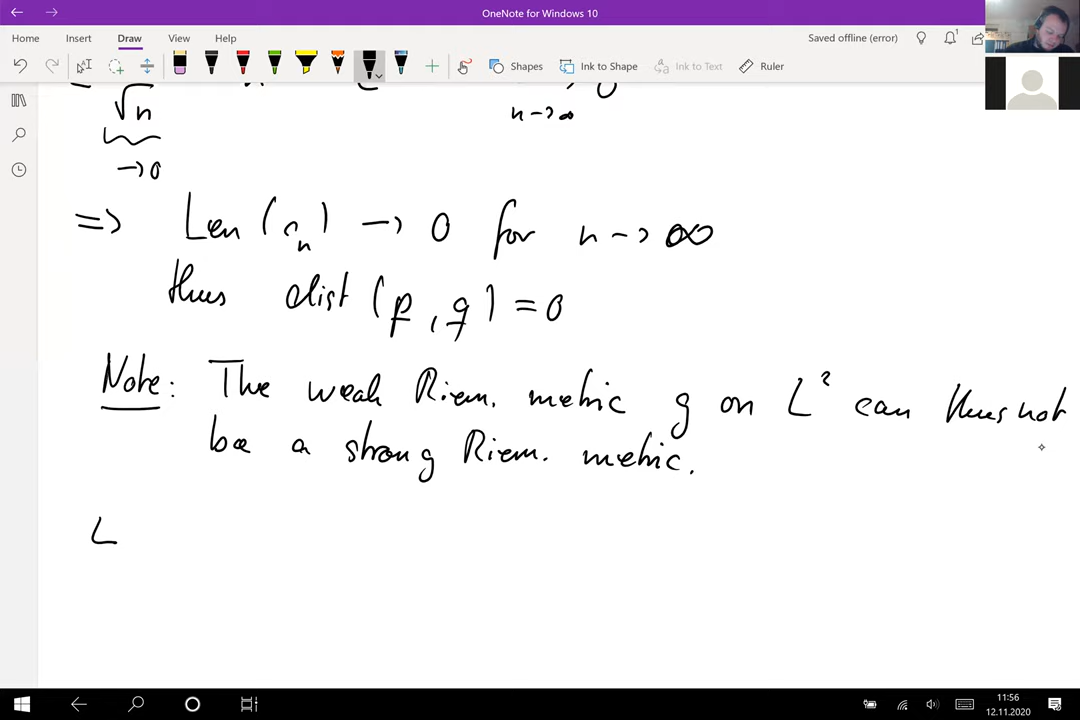 OneNote for Windows 10
Home Insert Draw View Help Saved offline (error)
Shapes Ink to Shape Ink to Text Ruler
√n n→∞
→0
=> Len (c_n) → 0 for n → ∞
thus dist (p, q) = 0
Note: The weak Riem. metric g on L² can thus not
be a strong Riem. metric.
L
11:56
12.11.2020